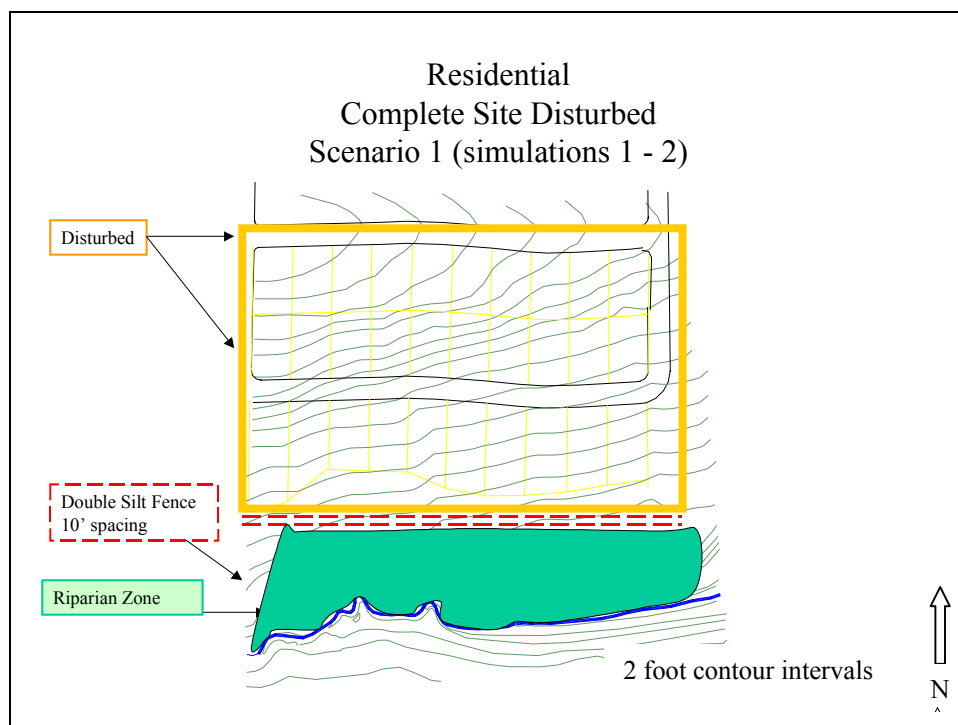 Residential
Complete Site Disturbed
Scenario 1 (simulations 1 - 2)
Disturbed
Double Silt Fence
10’ spacing
Riparian Zone
2 foot contour intervals
N